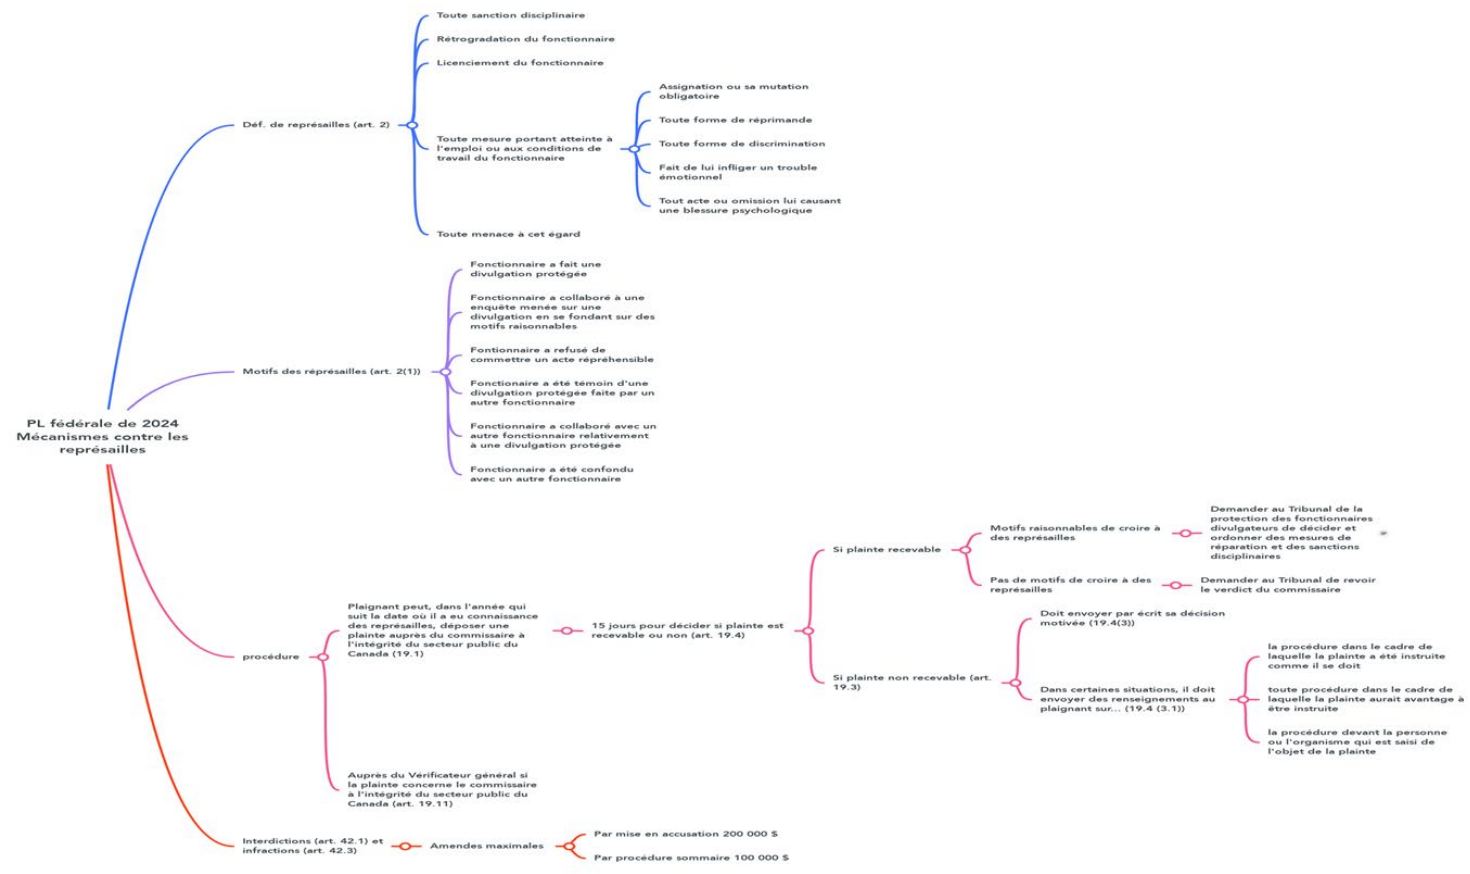 PL fédérale de 2024
Mécanismes contre les
représailles
Déf. de représailles (art. 2)
Toute sanction disciplinaire
Rétrogradation du fonctionnaire
Licenciement du fonctionnaire
Toute mesure portant atteinte à
l'emploi ou aux conditions de
travail du fonctionnaire
Assignation ou sa mutation
obligatoire
Toute forme de réprimande
Toute forme de discrimination
Fait de lui infliger un trouble
émotionnel
Tout acte ou omission lui causant
une blessure psychologique
Toute menace à cet égard
Motifs des réprésailles (art. 2(1))
Fonctionnaire a fait une
divulgation protégée
Fonctionnaire a collaboré à une
enquête menée sur une
divulgation en se fondant sur des
motifs raisonnables
Fontionnaire a refusé de
commettre un acte répréhensible
Fonctionaire a été témoin d'une
divulgation protégée faite par un
autre fonctionnaire
Fonctionnaire a collaboré avec un
autre fonctionnaire relativement
à une divulgation protégée
Fonctionnaire a été confondu
avec un autre fonctionnaire
procédure
Plaignant peut, dans l'année qui
suit la date où il a eu connaissance
des représailles, déposer une
plainte auprès du commissaire à
l'intégrité du secteur public du
Canada (19.1)
15 jours pour décider si plainte est
recevable ou non (art. 19.4)
Si plainte recevable
Motifs raisonnables de croire à
des représailles
Demander au Tribunal de la
protection des fonctionnaires
divulgateurs de décider et
ordonner des mesures de
réparation et des sanctions
disciplinaires
Pas de motifs de croire à des
représailles
Demander au Tribunal de revoir
le verdict du commissaire
Si plainte non recevable (art.
19.3)
Doit envoyer par écrit sa décision
motivée (19.4(3))
Dans certaines situations, il doit
envoyer des renseignements au
plaignant sur... (19.4 (3.1))
la procédure dans le cadre de
laquelle la plainte a été instruite
comme il se doit
toute procédure dans le cadre de
laquelle la plainte aurait avantage à
être instruite
la procédure devant la personne
ou l'organisme qui est saisi de
l'objet de la plainte
Auprès du Vérificateur général si
la plainte concerne le commissaire
à l'intégrité du secteur public du
Canada (art. 19.11)
Interdictions (art. 42.1) et
infractions (art. 42.3)
Amendes maximales
Par mise en accusation 200 000 $
Par procédure sommaire 100 000 $